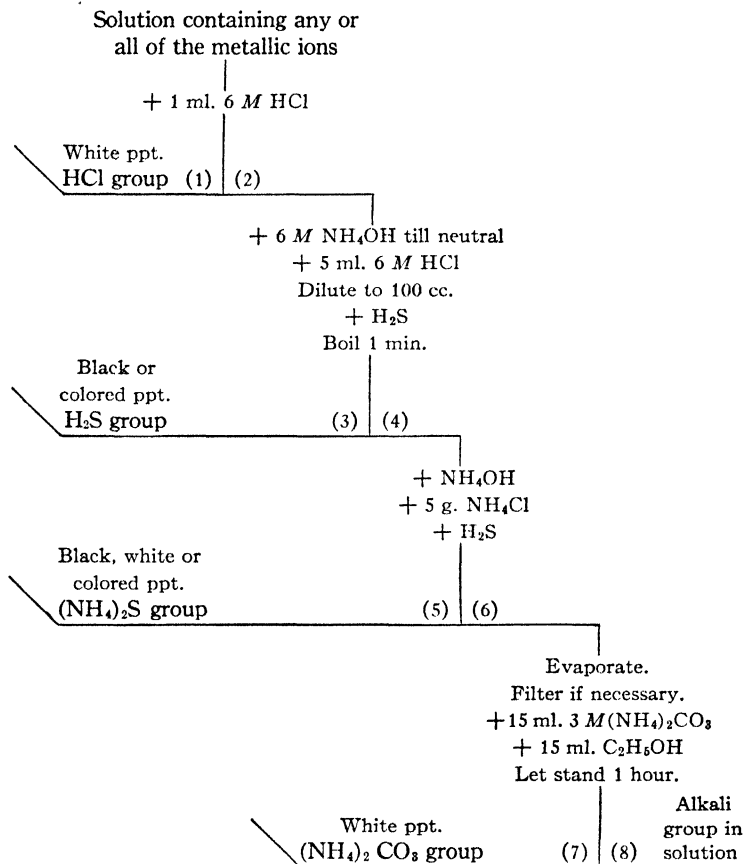 Solution containing any or
all of the metallic ions
+ 1 ml. 6 M HCl
White ppt.
HCl group (1) (2)
+ 6 M NH₄OH till neutral
+ 5 ml. 6 M HCl
Dilute to 100 cc.
+ H₂S
Boil 1 min.
Black or
colored ppt.
H₂S group (3) (4)
+ NH₄OH
+ 5 g. NH₄Cl
+ H₂S
Black, white or
colored ppt.
(NH₄)₂S group (5) (6)
Evaporate.
Filter if necessary.
+15 ml. 3 M(NH₄)₂CO₃
+ 15 ml. C₂H₅OH
Let stand 1 hour.
White ppt.
(NH₄)₂ CO₃ group (7) (8)
Alkali
group in
solution